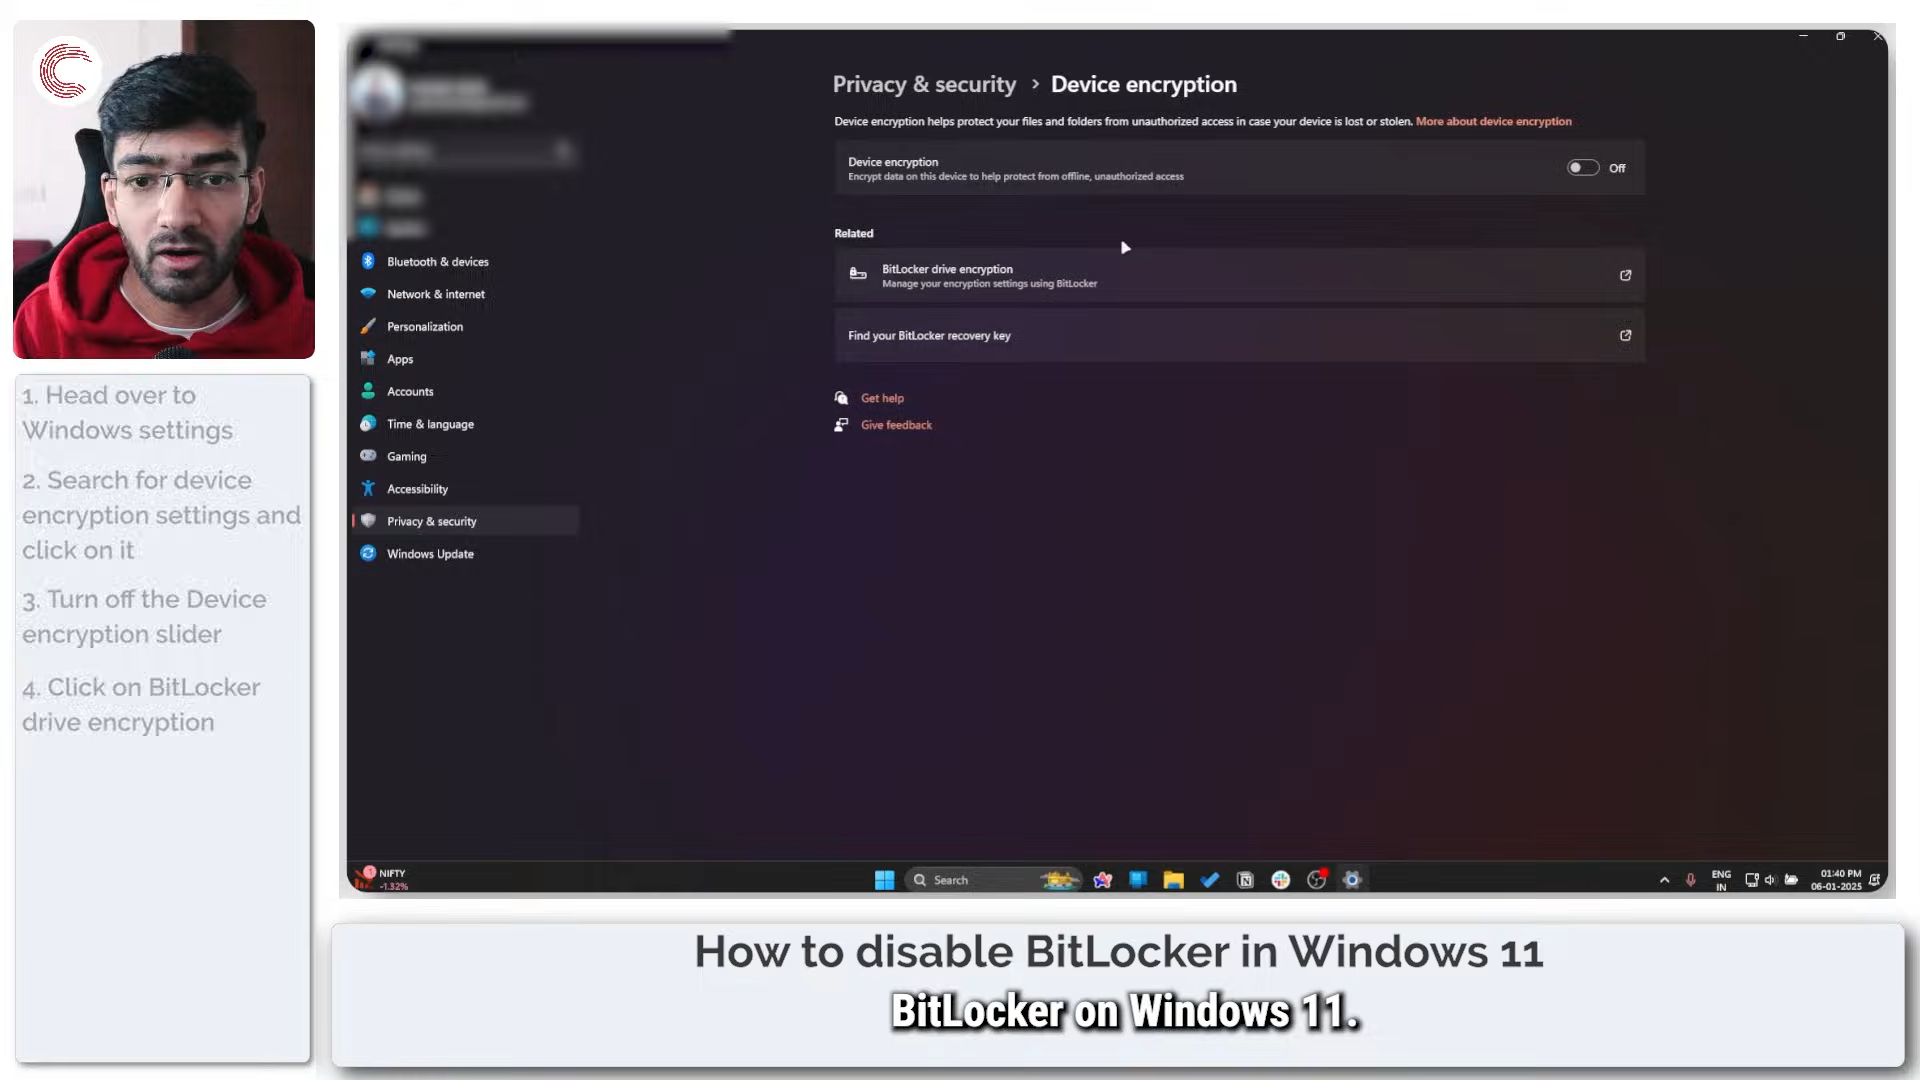 Privacy & security > Device encryption
Device encryption helps protect your files and folders from unauthorized access in case your device is lost or stolen. More about device encryption
Device encryption
Encrypt data on this device to help protect from offline, unauthorized access
Off
Related
BitLocker drive encryption
Manage your encryption settings using BitLocker
Find your BitLocker recovery key
Get help
Give feedback
Bluetooth & devices
Network & internet
Personalization
Apps
Accounts
Time & language
Gaming
Accessibility
Privacy & security
Windows Update
1. Head over to
Windows settings
2. Search for device
encryption settings and
click on it
3. Turn off the Device
encryption slider
4. Click on BitLocker
drive encryption
1
NIFTY
-1.32%
Search
ENG
IN
01:40 PM
06-01-2025
How to disable BitLocker in Windows 11
BitLocker on Windows 11.